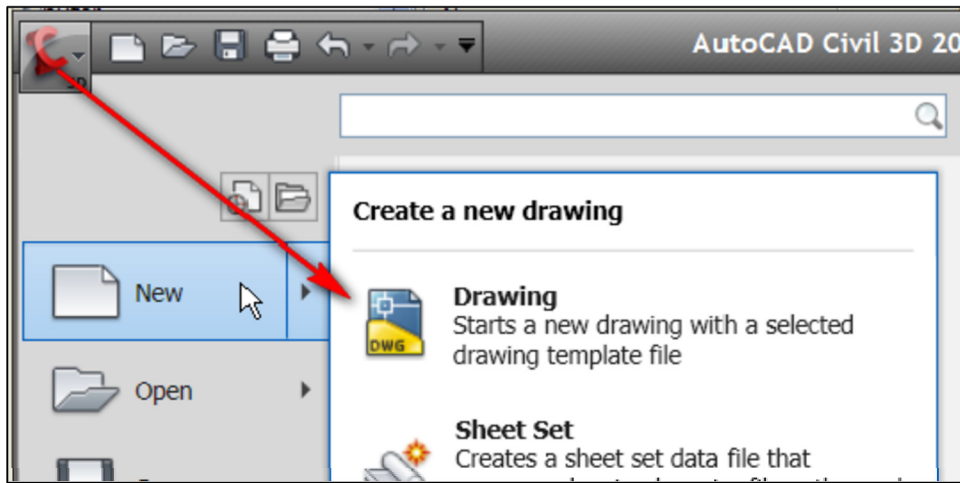 AutoCAD Civil 3D 20
3D
Create a new drawing
New
Drawing
Starts a new drawing with a selected
drawing template file
DWG
Open
Sheet Set
Creates a sheet set data file that